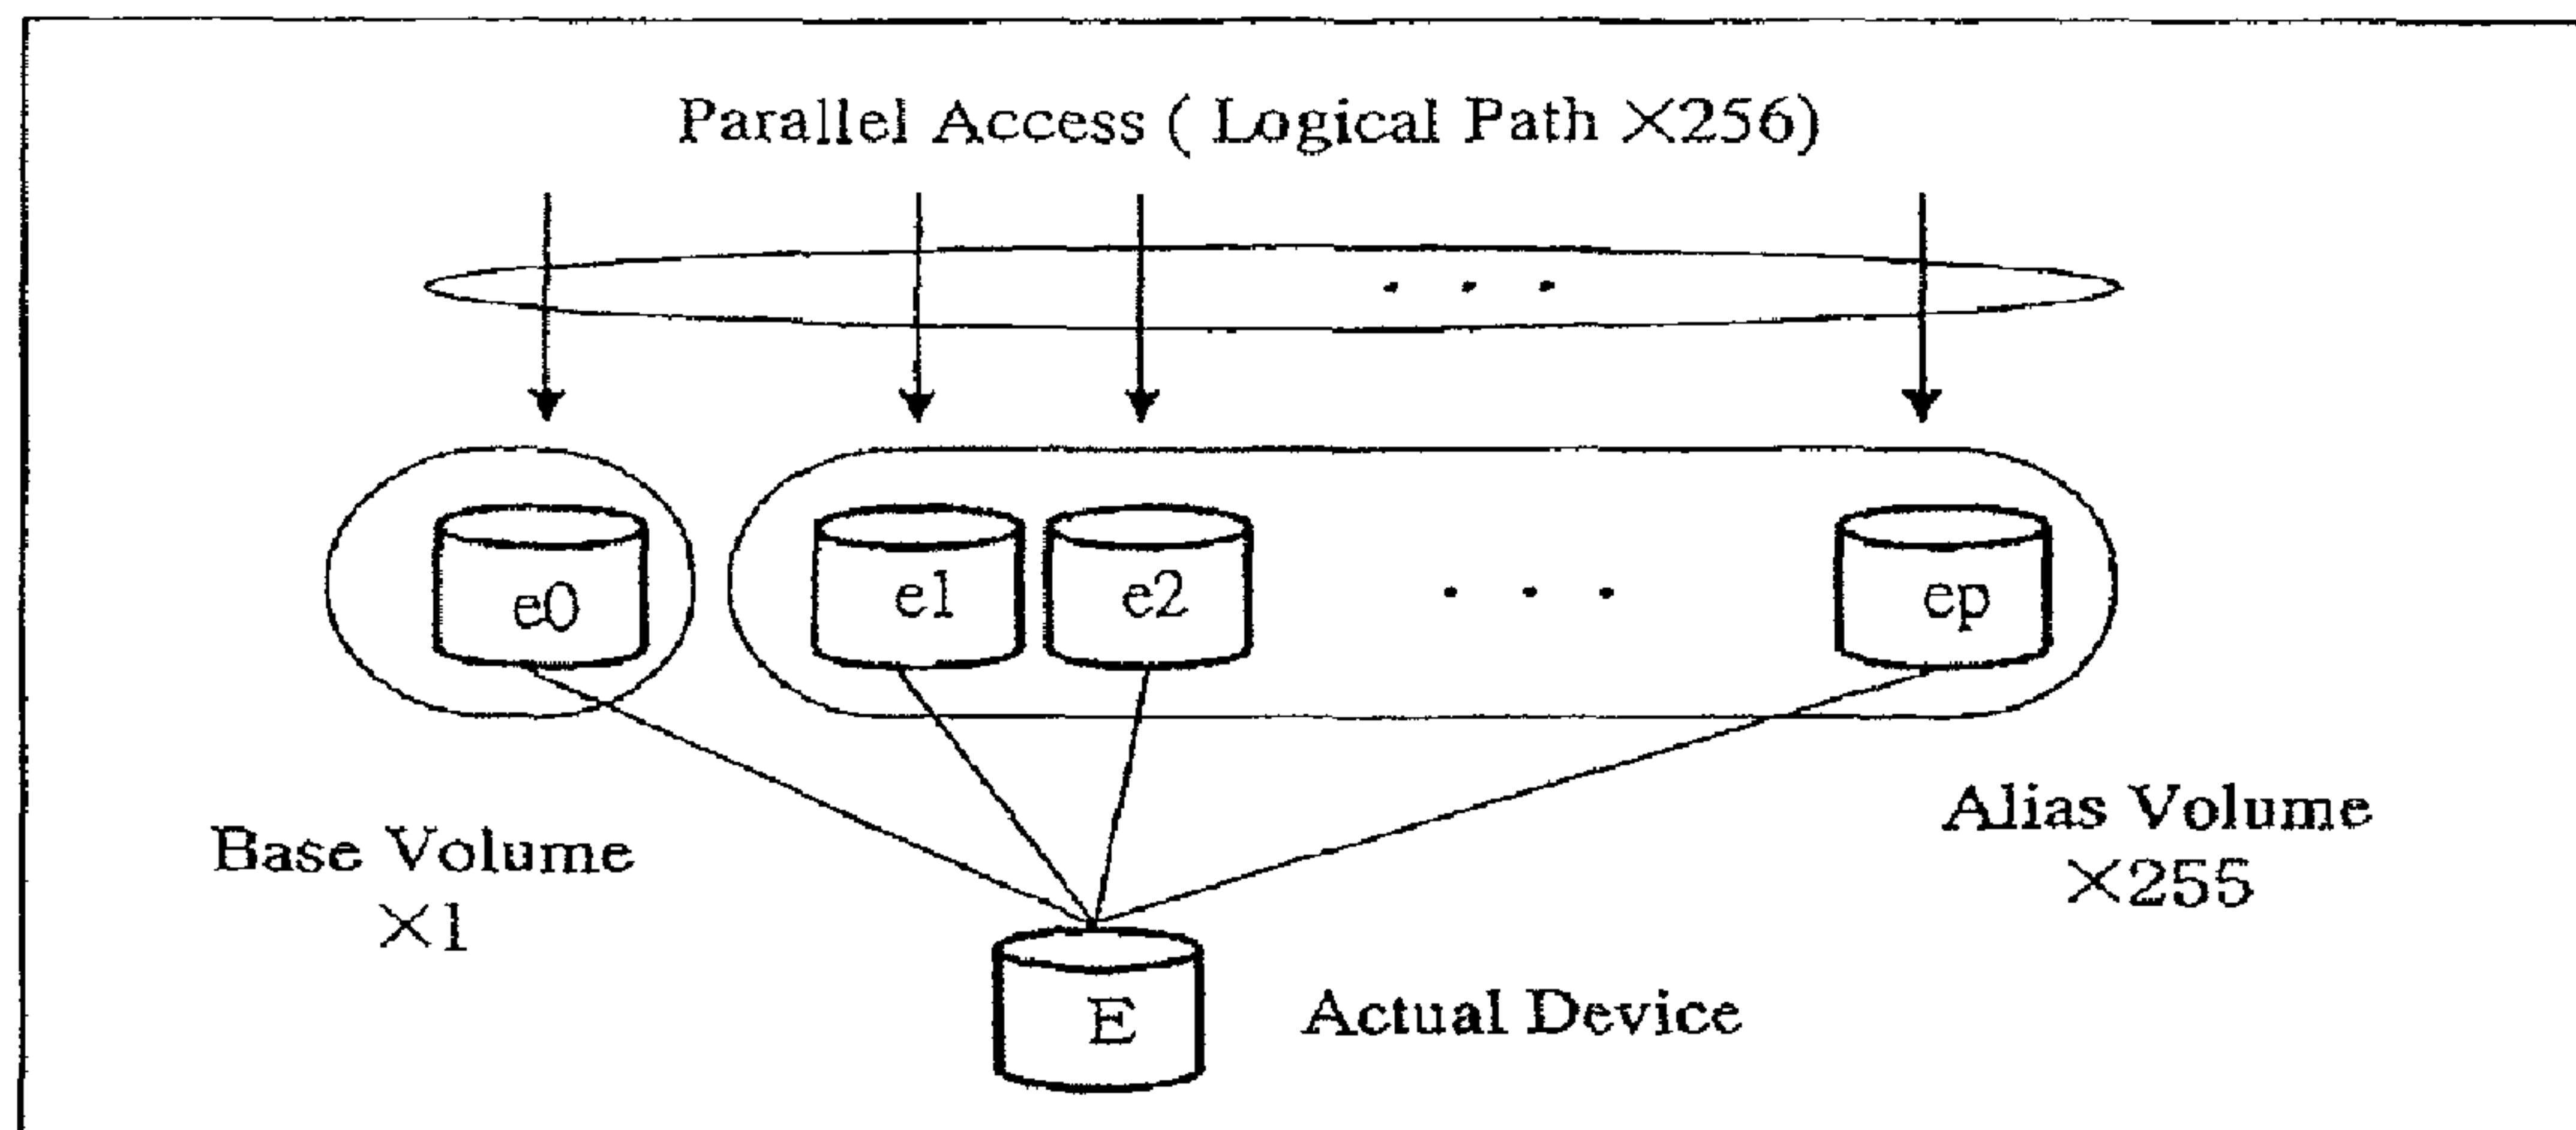 Parallel Access ( Logical Path ×256)
· · ·
e0
e1
e2
· · ·
ep
Base Volume
×1
Alias Volume
×255
E
Actual Device